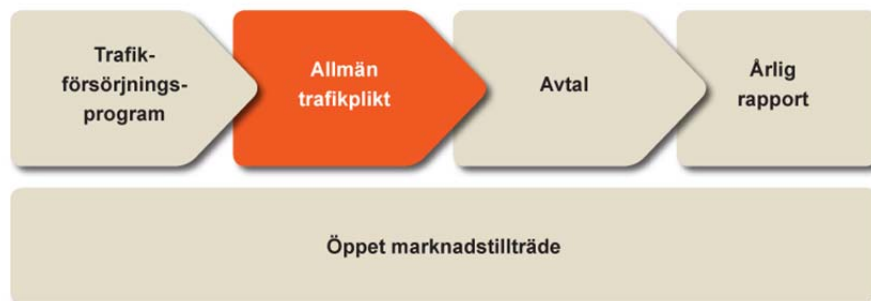 Trafik-
försörjnings-
program
Allmän
trafikplikt
Avtal
Årlig
rapport
Öppet marknadstillträde